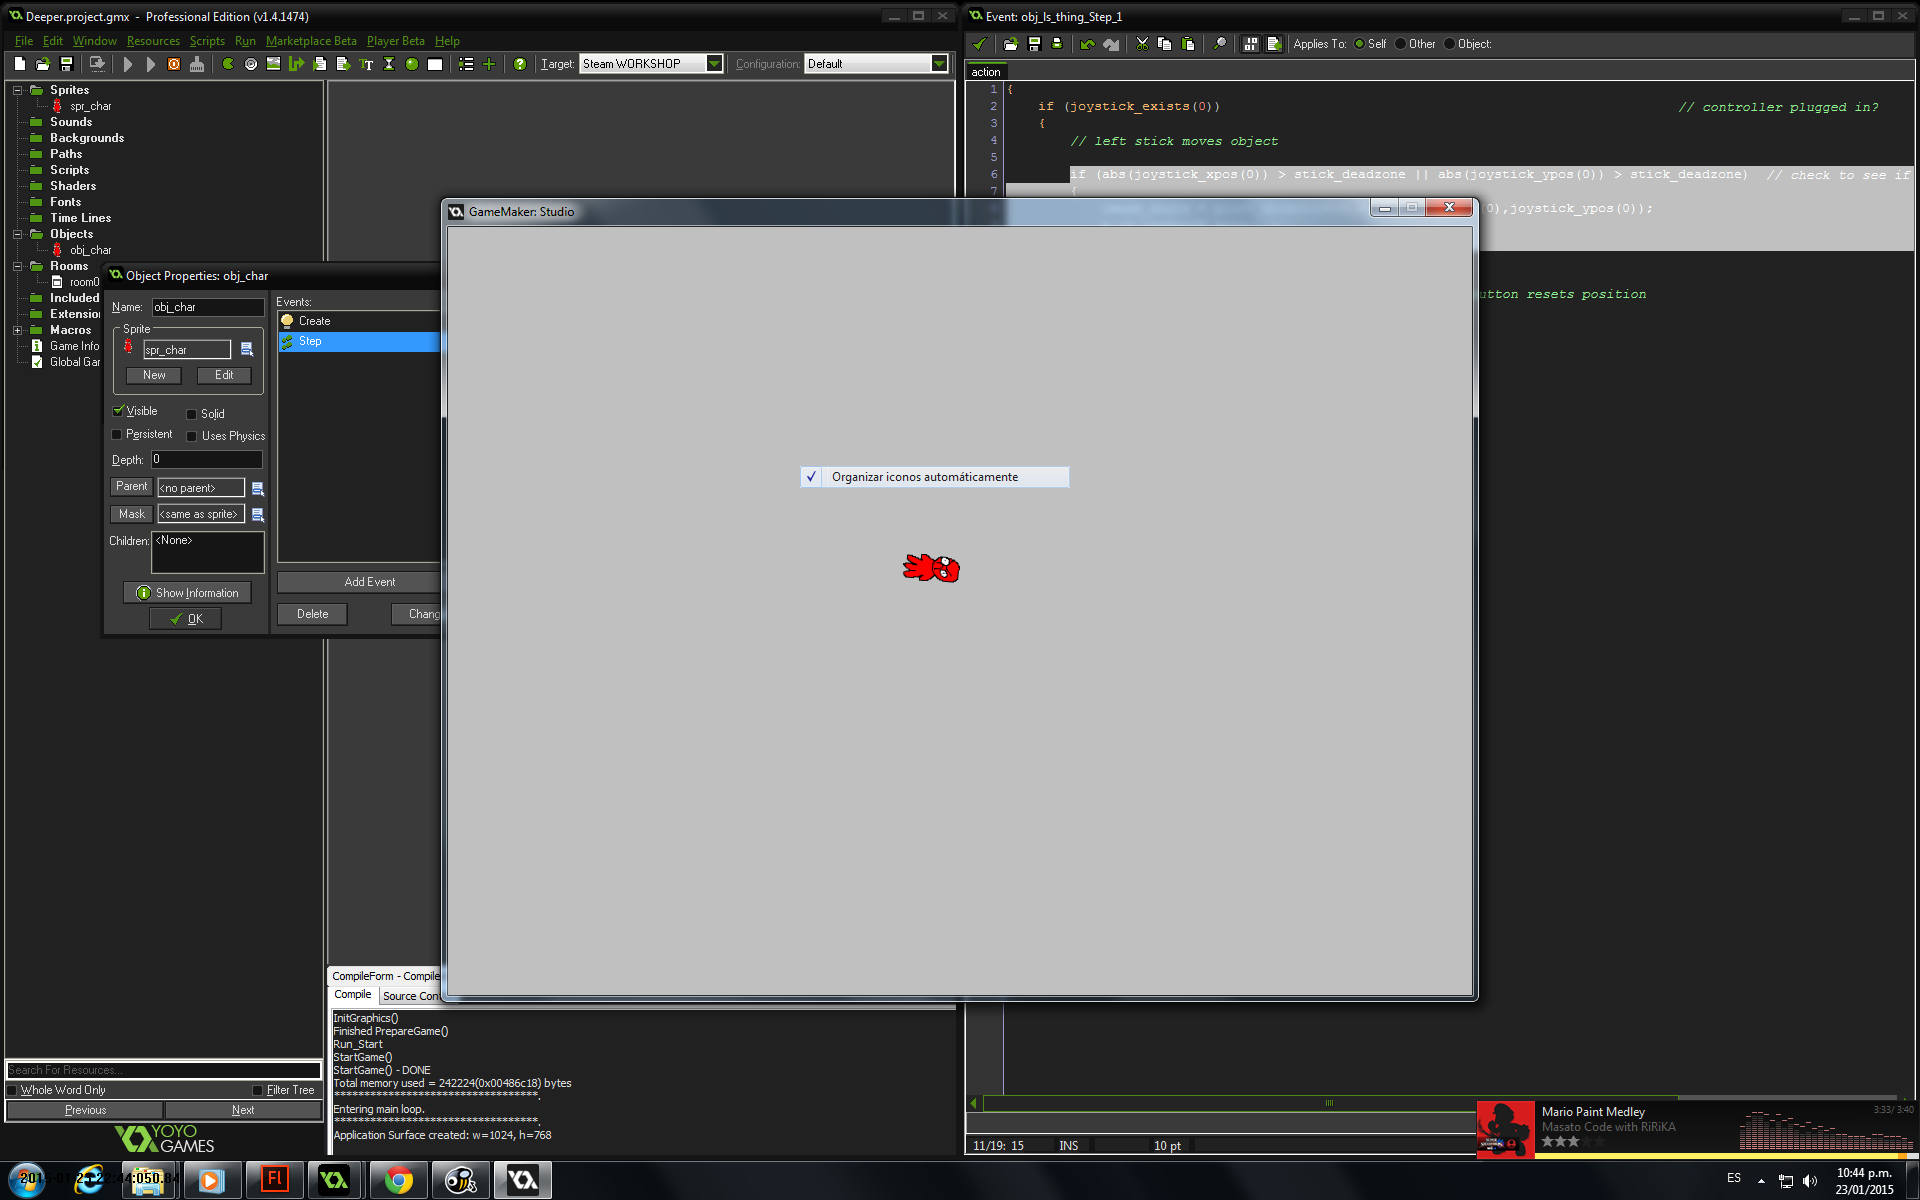 Deeper.project.gmx - Professional Edition (v1.4.1474)
File Edit Window Resources Scripts Run Marketplace Beta Player Beta Help
Target: Steam WORKSHOP Configuration: Default
Sprites
spr_char
Sounds
Backgrounds
Paths
Scripts
Shaders
Fonts
Time Lines
Objects
obj_char
Rooms
room0
Included
Extension
Macros
Game Info
Global Gar
Object Properties: obj_char
Name: obj_char
Sprite
spr_char
New Edit
Visible Solid
Persistent Uses Physics
Depth: 0
Parent <no parent>
Mask <same as sprite>
Children: <None>
Show Information
OK
Events:
Create
Step
Add Event
Delete Chang
GameMaker: Studio
✓ Organizar iconos automáticamente
Event: obj_ls_thing_Step_1
Applies To: Self Other Object:
action
1 {
2 if (joystick_exists(0)) // controller plugged in?
3 {
4 // left stick moves object
5
6 if (abs(joystick_xpos(0)) > stick_deadzone || abs(joystick_ypos(0)) > stick_deadzone) // check to see if
7 {
0),joystick_ypos(0));
utton resets position
11/19: 15 INS 10 pt
CompileForm - Compile
Compile Source Con
InitGraphics()
Finished PrepareGame()
Run_Start
StartGame()
StartGame() - DONE
Total memory used = 242224(0x00486c18) bytes
**********************************.
Entering main loop.
**********************************.
Application Surface created: w=1024, h=768
Search For Resources...
Whole Word Only Filter Tree
Previous Next
YOYO
GAMES
Mario Paint Medley 3:33/ 3:40
Masato Code with RiRiKA
Fl
ES
10:44 p.m.
23/01/2015